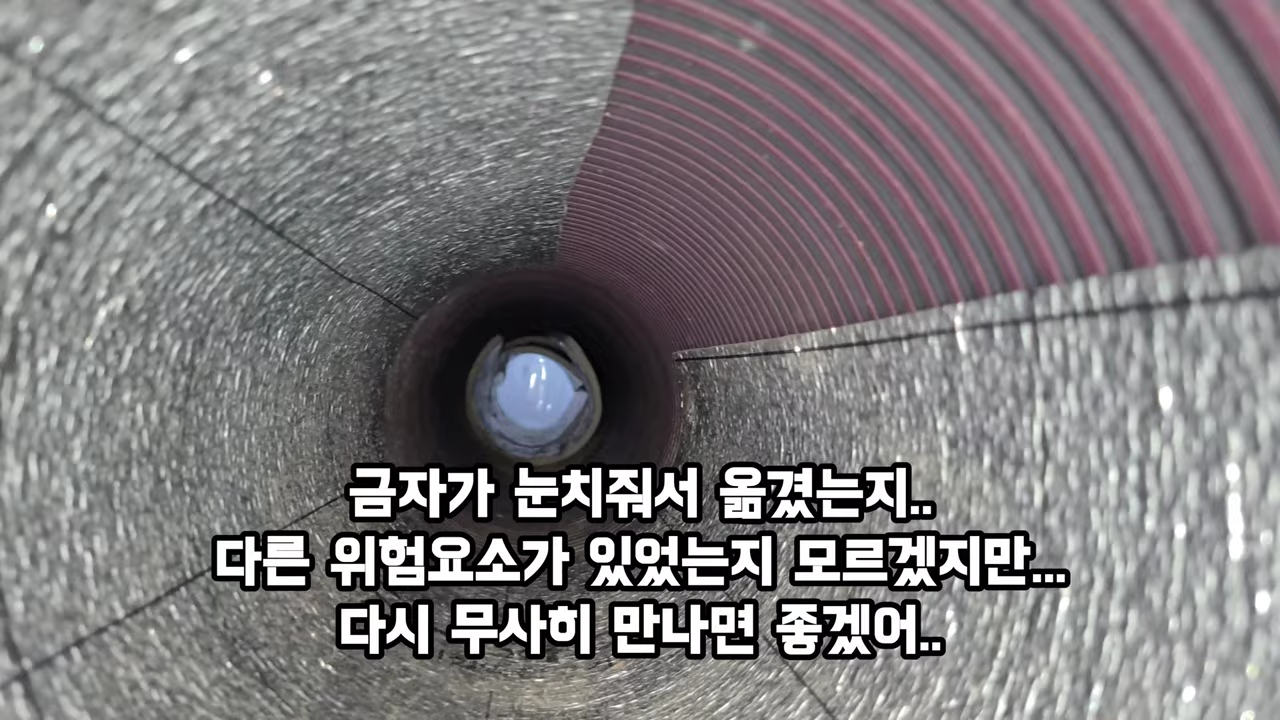 금자가 눈치줘서 옮겼는지..
다른 위험요소가 있었는지 모르겠지만...
다시 무사히 만나면 좋겠어..